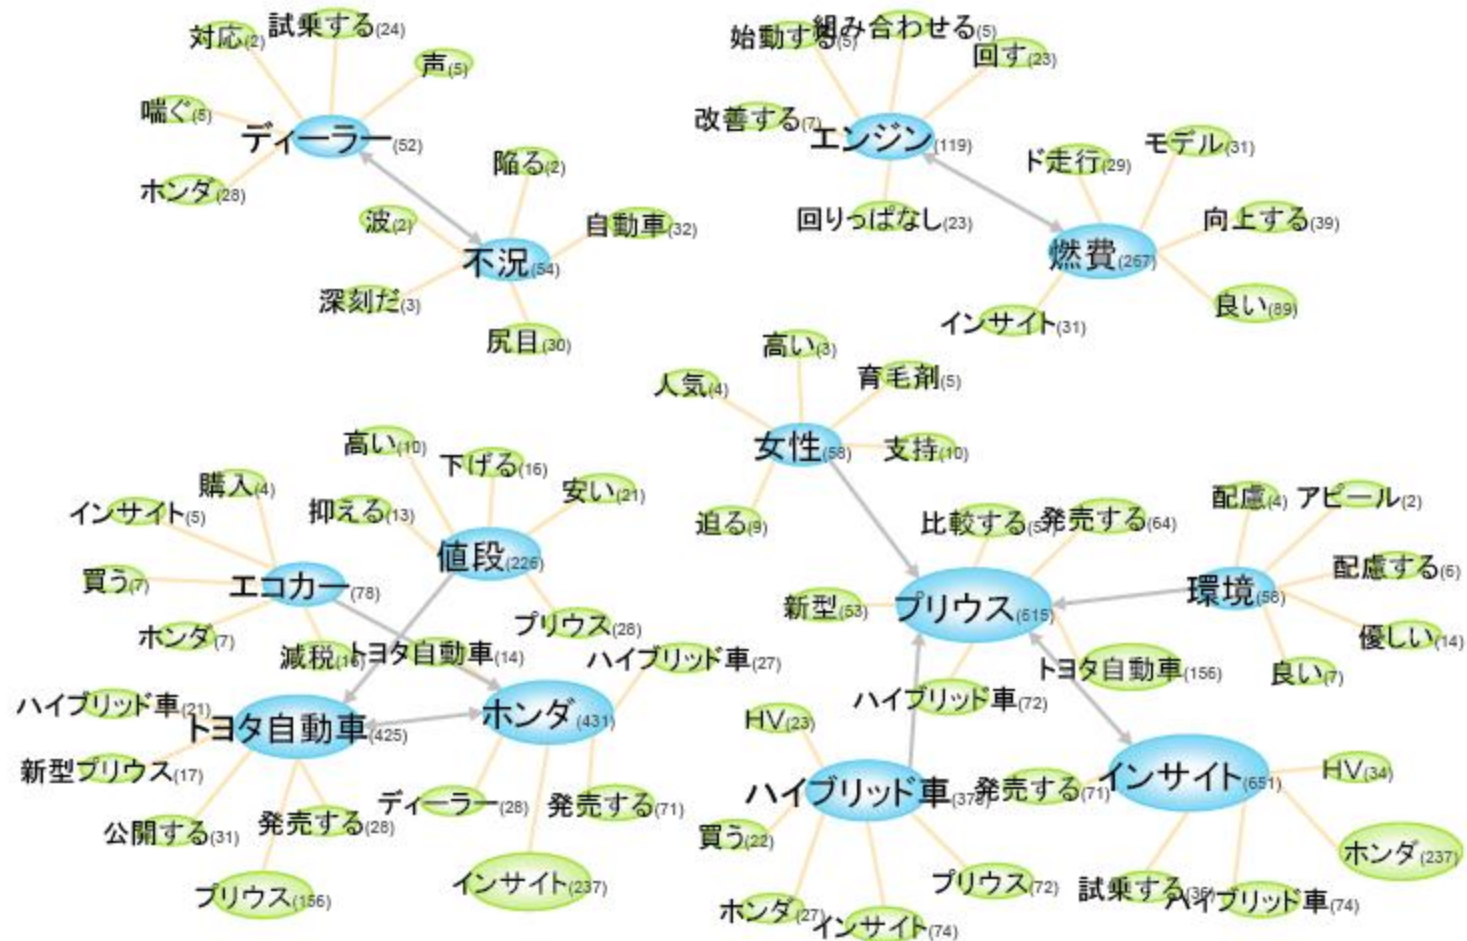 対応(2)
試乗する(24)
声(5)
喘ぐ(5)
ディーラー(52)
ホンダ(28)
陥る(2)
波(2)
自動車(32)
不況(54)
深刻だ(3)
尻目(30)
始動する(5)
組み合わせる(5)
回す(23)
改善する(7)
エンジン(119)
ド走行(29)
モデル(31)
回りっぱなし(23)
向上する(39)
燃費(267)
インサイト(31)
良い(89)
高い(3)
人気(4)
育毛剤(5)
女性(58)
支持(10)
迫る(9)
高い(10)
下げる(16)
購入(4)
安い(21)
インサイト(5)
抑える(13)
値段(226)
買う(7)
エコカー(78)
ホンダ(7)
プリウス(28)
減税(16)
トヨタ自動車(14)
ハイブリッド車(27)
ハイブリッド車(21)
トヨタ自動車(425)
ホンダ(431)
新型プリウス(17)
公開する(31)
発売する(28)
ディーラー(28)
発売する(71)
プリウス(156)
インサイト(237)
比較する
発売する(64)
配慮(4)
アピール(2)
新型(53)
プリウス(615)
環境(58)
配慮する(6)
優しい(14)
トヨタ自動車(156)
良い(7)
ハイブリッド車(72)
HV(23)
ハイブリッド車
発売する(71)
インサイト(651)
HV(34)
買う(22)
ホンダ(237)
プリウス(72)
試乗する(36)
ハイブリッド車(74)
ホンダ(27)
インサイト(74)